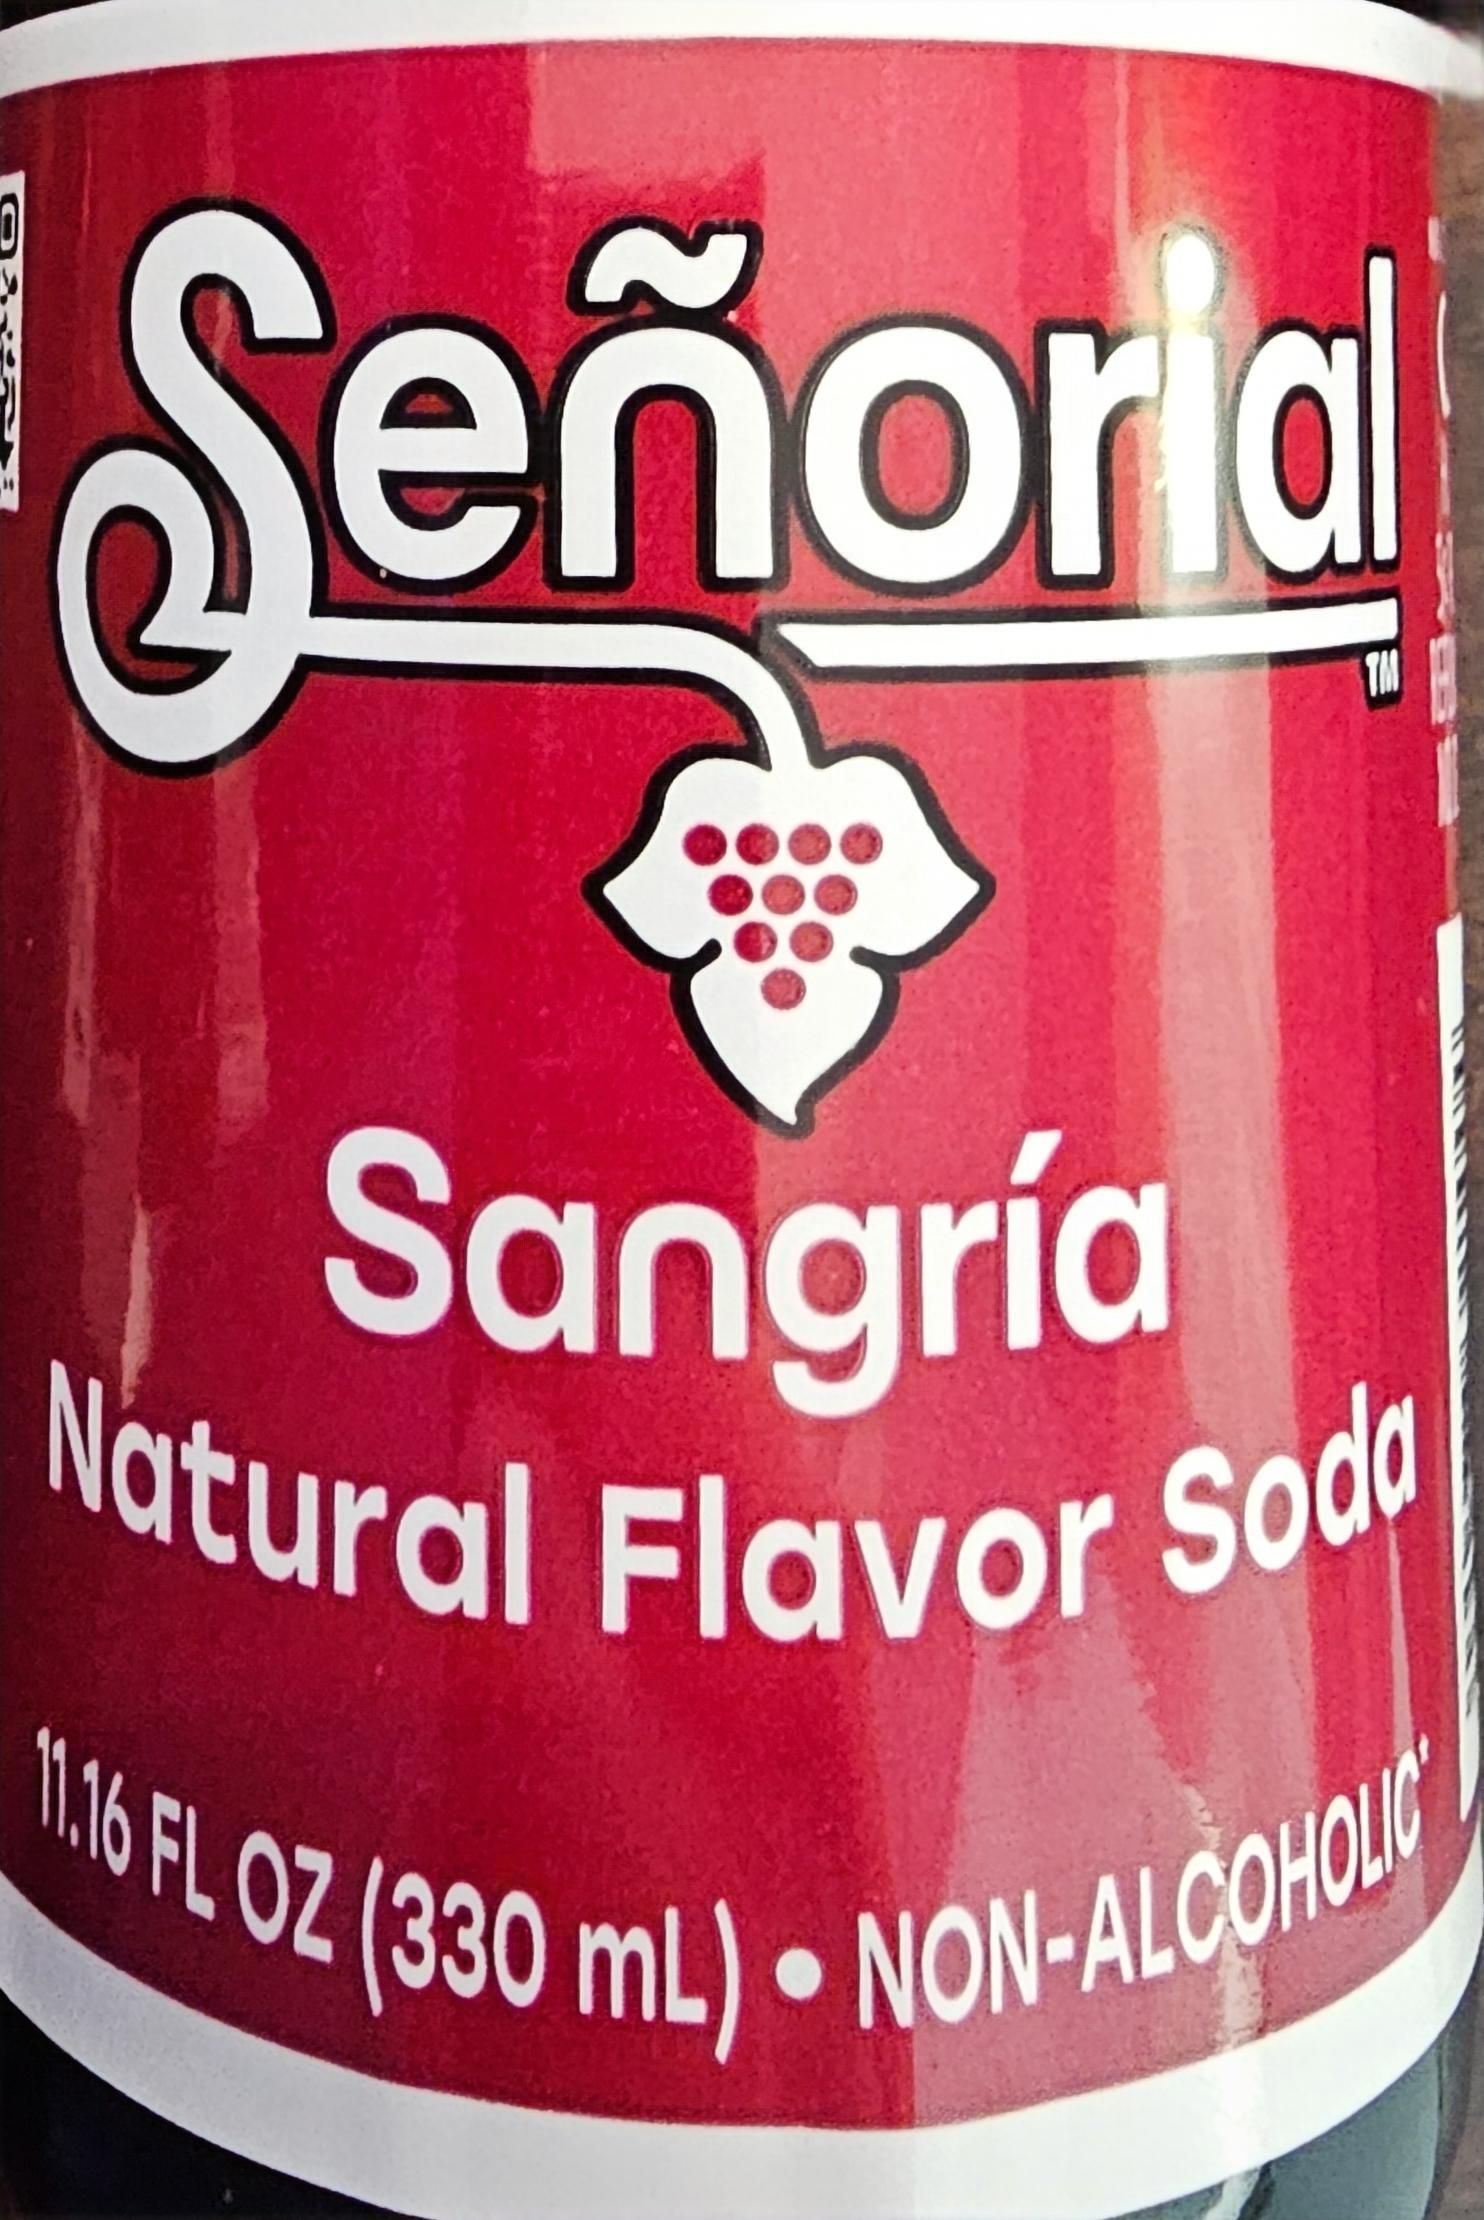 Señorial
TM
Sangría
Natural Flavor Soda
11.16 FL OZ (330 mL) • NON-ALCOHOLIC*